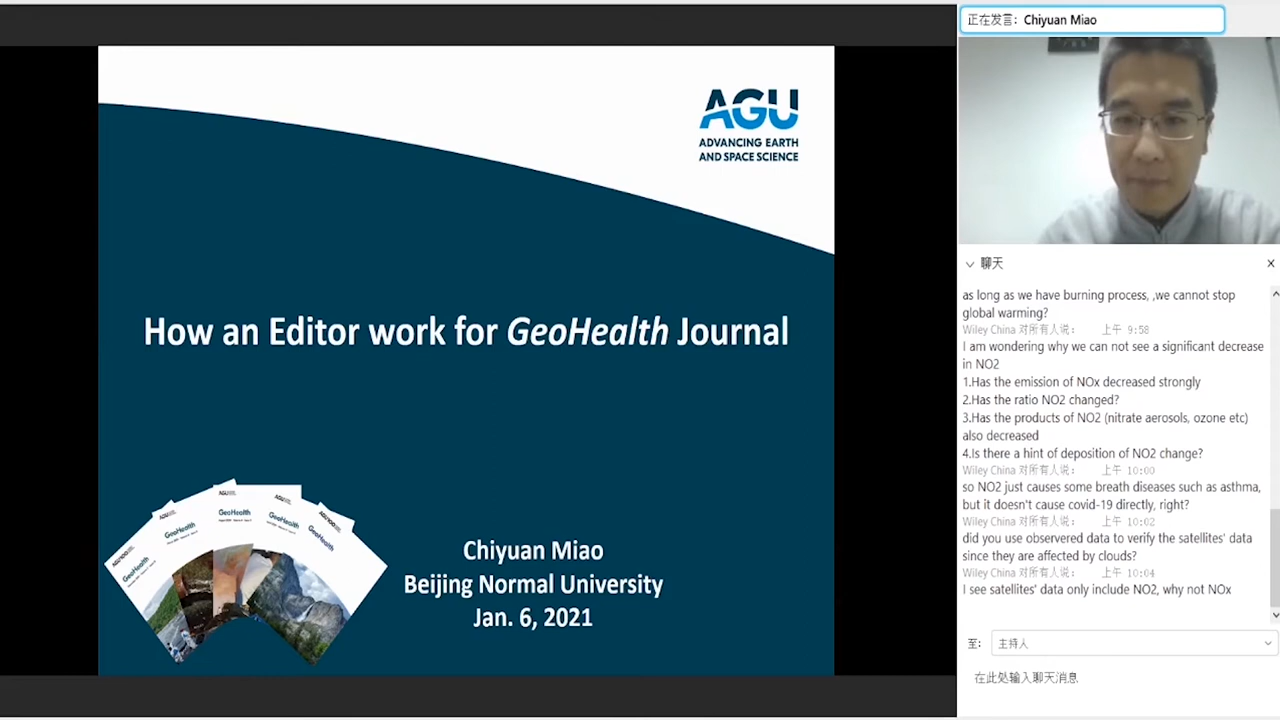 正在发言: Chiyuan Miao
AGU
ADVANCING EARTH
AND SPACE SCIENCE
How an Editor work for GeoHealth Journal
GeoHealth
GeoHealth
GeoHealth
GeoHealth
GeoHealth
Chiyuan Miao
Beijing Normal University
Jan. 6, 2021
聊天
as long as we have burning process, ,we cannot stop
global warming?
Wiley China 对所有人说: 上午 9:58
I am wondering why we can not see a significant decrease
in NO2
1.Has the emission of NOx decreased strongly
2.Has the ratio NO2 changed?
3.Has the products of NO2 (nitrate aerosols, ozone etc)
also decreased
4.Is there a hint of deposition of NO2 change?
Wiley China 对所有人说: 上午 10:00
so NO2 just causes some breath diseases such as asthma,
but it doesn't cause covid-19 directly, right?
Wiley China 对所有人说: 上午 10:02
did you use observered data to verify the satellites' data
since they are affected by clouds?
Wiley China 对所有人说: 上午 10:04
I see satellites' data only include NO2, why not NOx
至: 主持人
在此处输入聊天消息